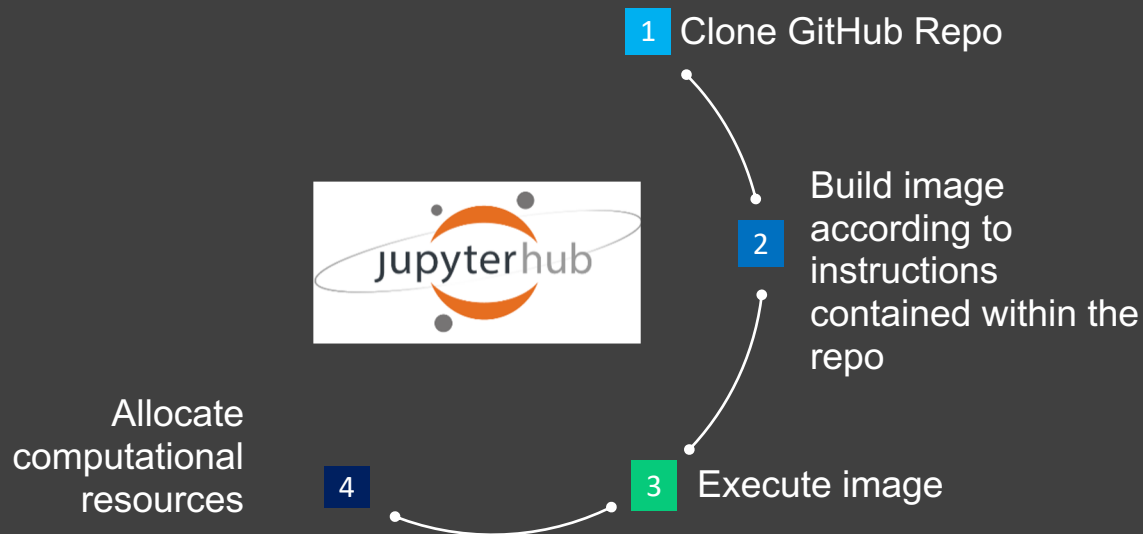 1 Clone GitHub Repo
jupyterhub
2
Build image
according to
instructions
contained within the
repo
3 Execute image
Allocate
computational
resources
4